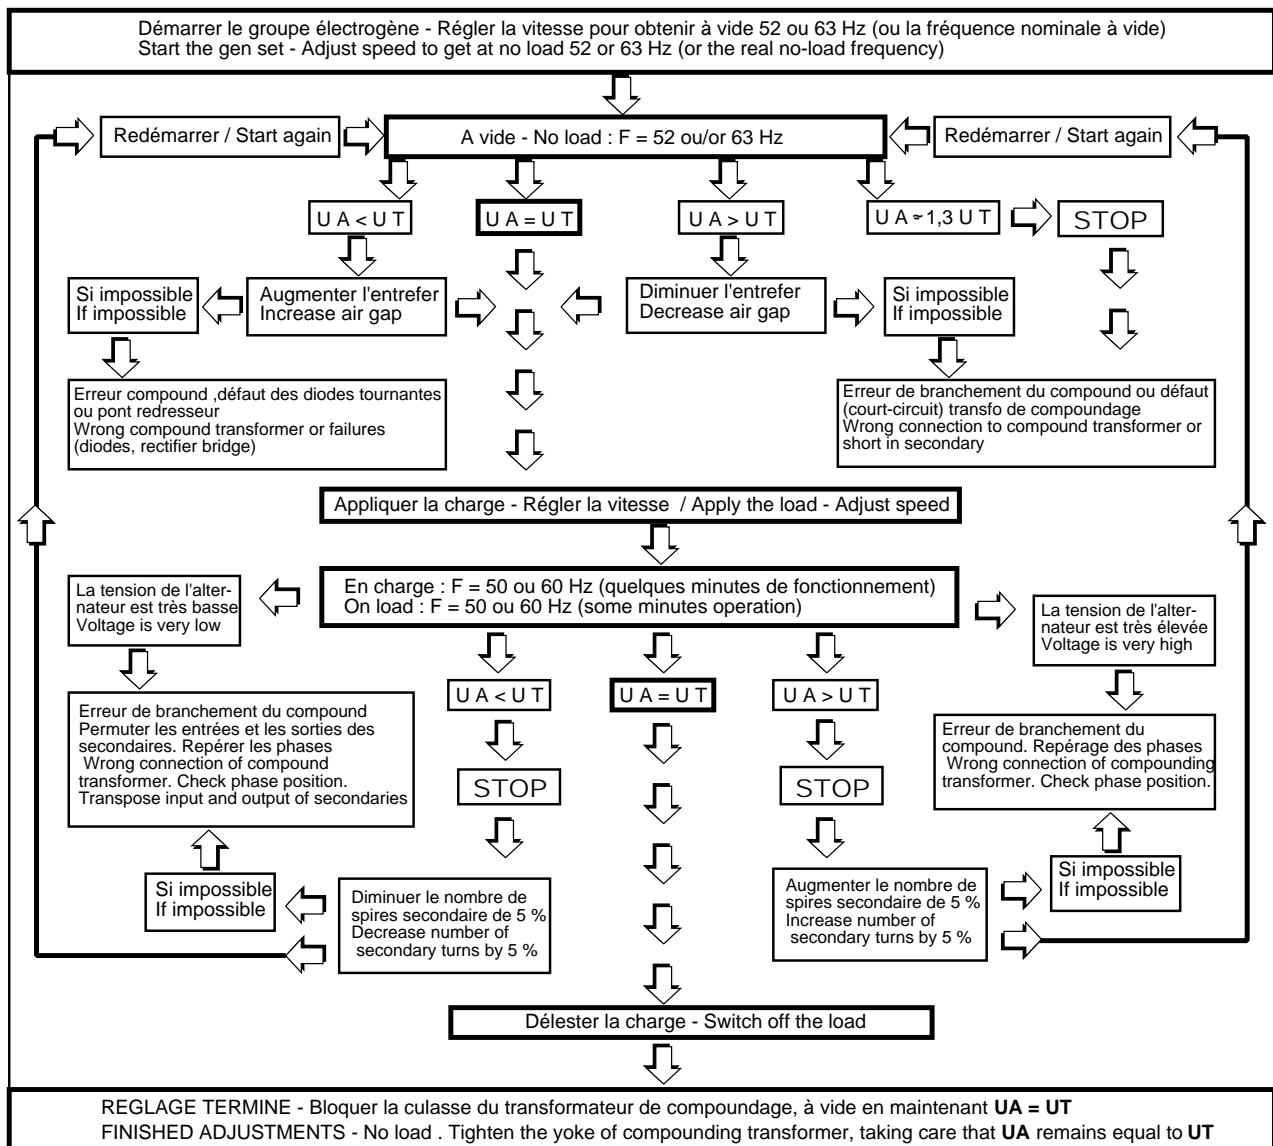 Démarrer le groupe électrogène - Régler la vitesse pour obtenir à vide 52 ou 63 Hz (ou la fréquence nominale à vide)
Start the gen set - Adjust speed to get at no load 52 or 63 Hz (or the real no-load frequency)
Redémarrer / Start again
A vide - No load : F = 52 ou/or 63 Hz
Redémarrer / Start again
U A < U T
U A = U T
U A > U T
U A ≃ 1,3 U T
STOP
Si impossible
If impossible
Augmenter l'entrefer
Increase air gap
Diminuer l'entrefer
Decrease air gap
Si impossible
If impossible
Erreur compound ,défaut des diodes tournantes
ou pont redresseur
Wrong compound transformer or failures
(diodes, rectifier bridge)
Erreur de branchement du compound ou défaut
(court-circuit) transfo de compoundage
Wrong connection to compound transformer or
short in secondary
Appliquer la charge - Régler la vitesse / Apply the load - Adjust speed
La tension de l'alter-
nateur est très basse
Voltage is very low
En charge : F = 50 ou 60 Hz (quelques minutes de fonctionnement)
On load : F = 50 ou 60 Hz (some minutes operation)
La tension de l'alter-
nateur est très élevée
Voltage is very high
U A < U T
U A = U T
U A > U T
Erreur de branchement du compound
Permuter les entrées et les sorties des
secondaires. Repérer les phases
Wrong connection of compound
transformer. Check phase position.
Transpose input and output of secondaries
STOP
STOP
Erreur de branchement du
compound. Repérage des phases
Wrong connection of compounding
transformer. Check phase position.
Si impossible
If impossible
Diminuer le nombre de
spires secondaire de 5 %
Decrease number of
secondary turns by 5 %
Augmenter le nombre de
spires secondaire de 5 %
Increase number of
secondary turns by 5 %
Si impossible
If impossible
Délester la charge - Switch off the load
REGLAGE TERMINE - Bloquer la culasse du transformateur de compoundage, à vide en maintenant UA = UT
FINISHED ADJUSTMENTS - No load . Tighten the yoke of compounding transformer, taking care that UA remains equal to UT